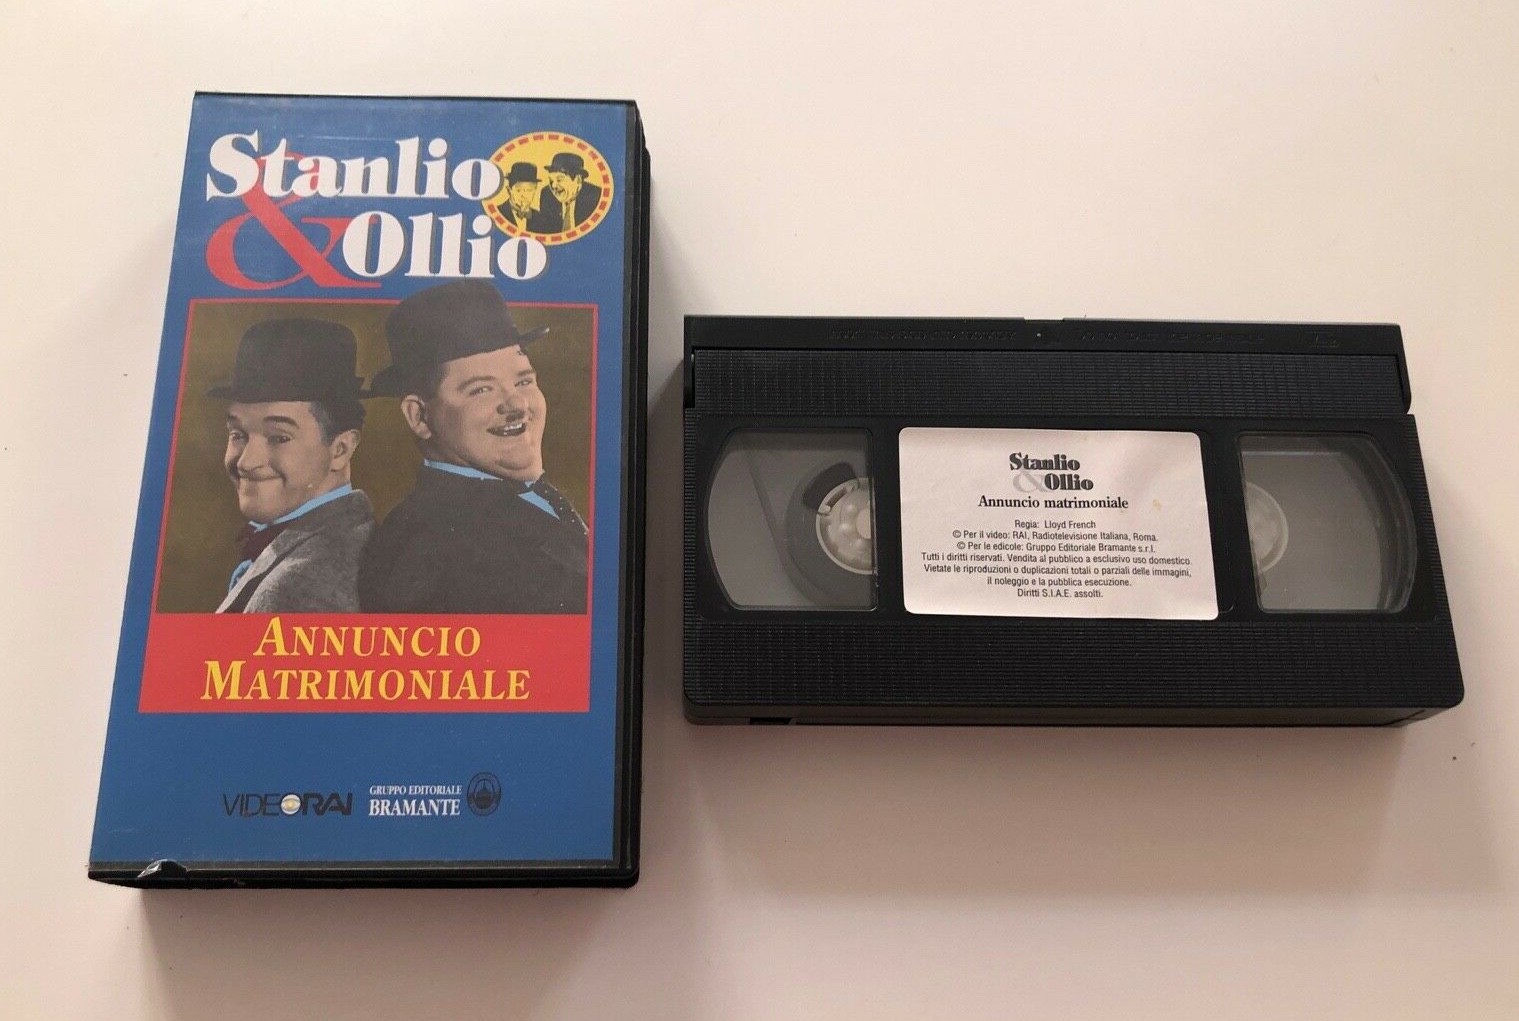 Stanlio
& Ollio
ANNUNCIO
MATRIMONIALE
VIDEORAI
GRUPPO EDITORIALE
BRAMANTE
Stanlio
& Ollio
Annuncio matrimoniale
Regia: Lloyd French
© Per il video: RAI, Radiotelevisione Italiana, Roma.
© Per le edicole: Gruppo Editoriale Bramante s.r.l.
Tutti i diritti riservati. Vendita al pubblico a esclusivo uso domestico.
Vietate le riproduzioni o duplicazioni totali o parziali delle immagini,
il noleggio e la pubblica esecuzione.
Diritti S.I.A.E. assolti.